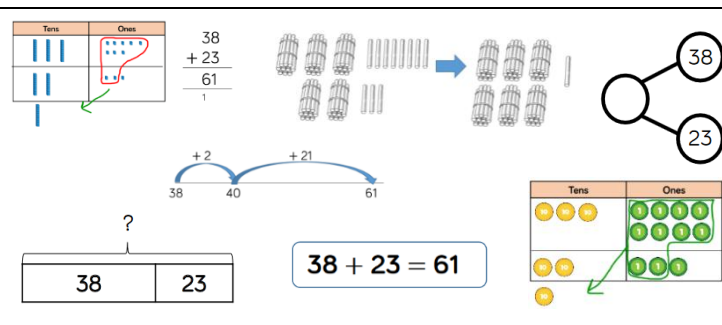 Tens Ones
38
+ 23
61
1
38
23
+ 2 + 21
38 40 61
?
38 23
38 + 23 = 61
Tens Ones
10 10 10 1 1 1 1
1 1 1 1
10 10 1 1 1
10